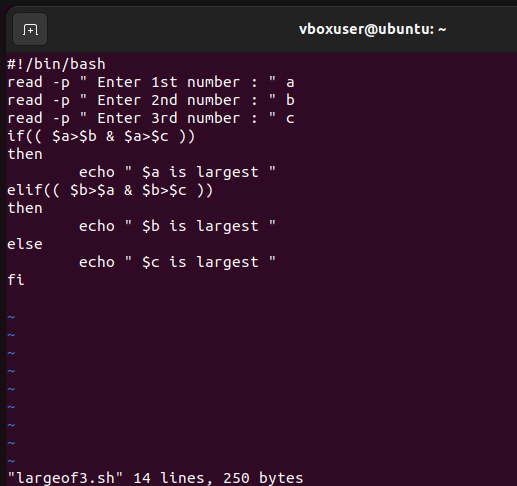 vboxuser@ubuntu: ~
#!/bin/bash
read -p " Enter 1st number : " a
read -p " Enter 2nd number : " b
read -p " Enter 3rd number : " c
if(( $a>$b & $a>$c ))
then
        echo " $a is largest "
elif(( $b>$a & $b>$c ))
then
        echo " $b is largest "
else
        echo " $c is largest "
fi
~
~
~
~
~
~
~
~
~
"largeof3.sh" 14 lines, 250 bytes